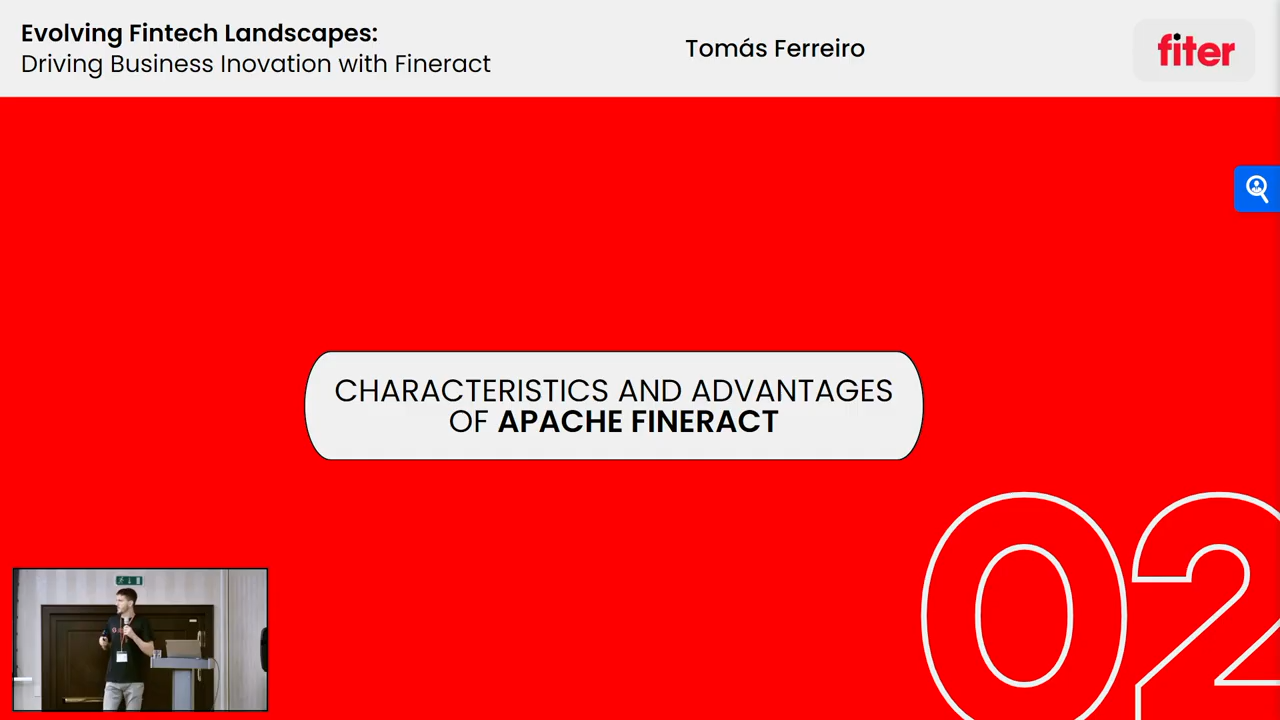 Evolving Fintech Landscapes:
Driving Business Inovation with Fineract
Tomás Ferreiro
fiter
CHARACTERISTICS AND ADVANTAGES
OF APACHE FINERACT
02